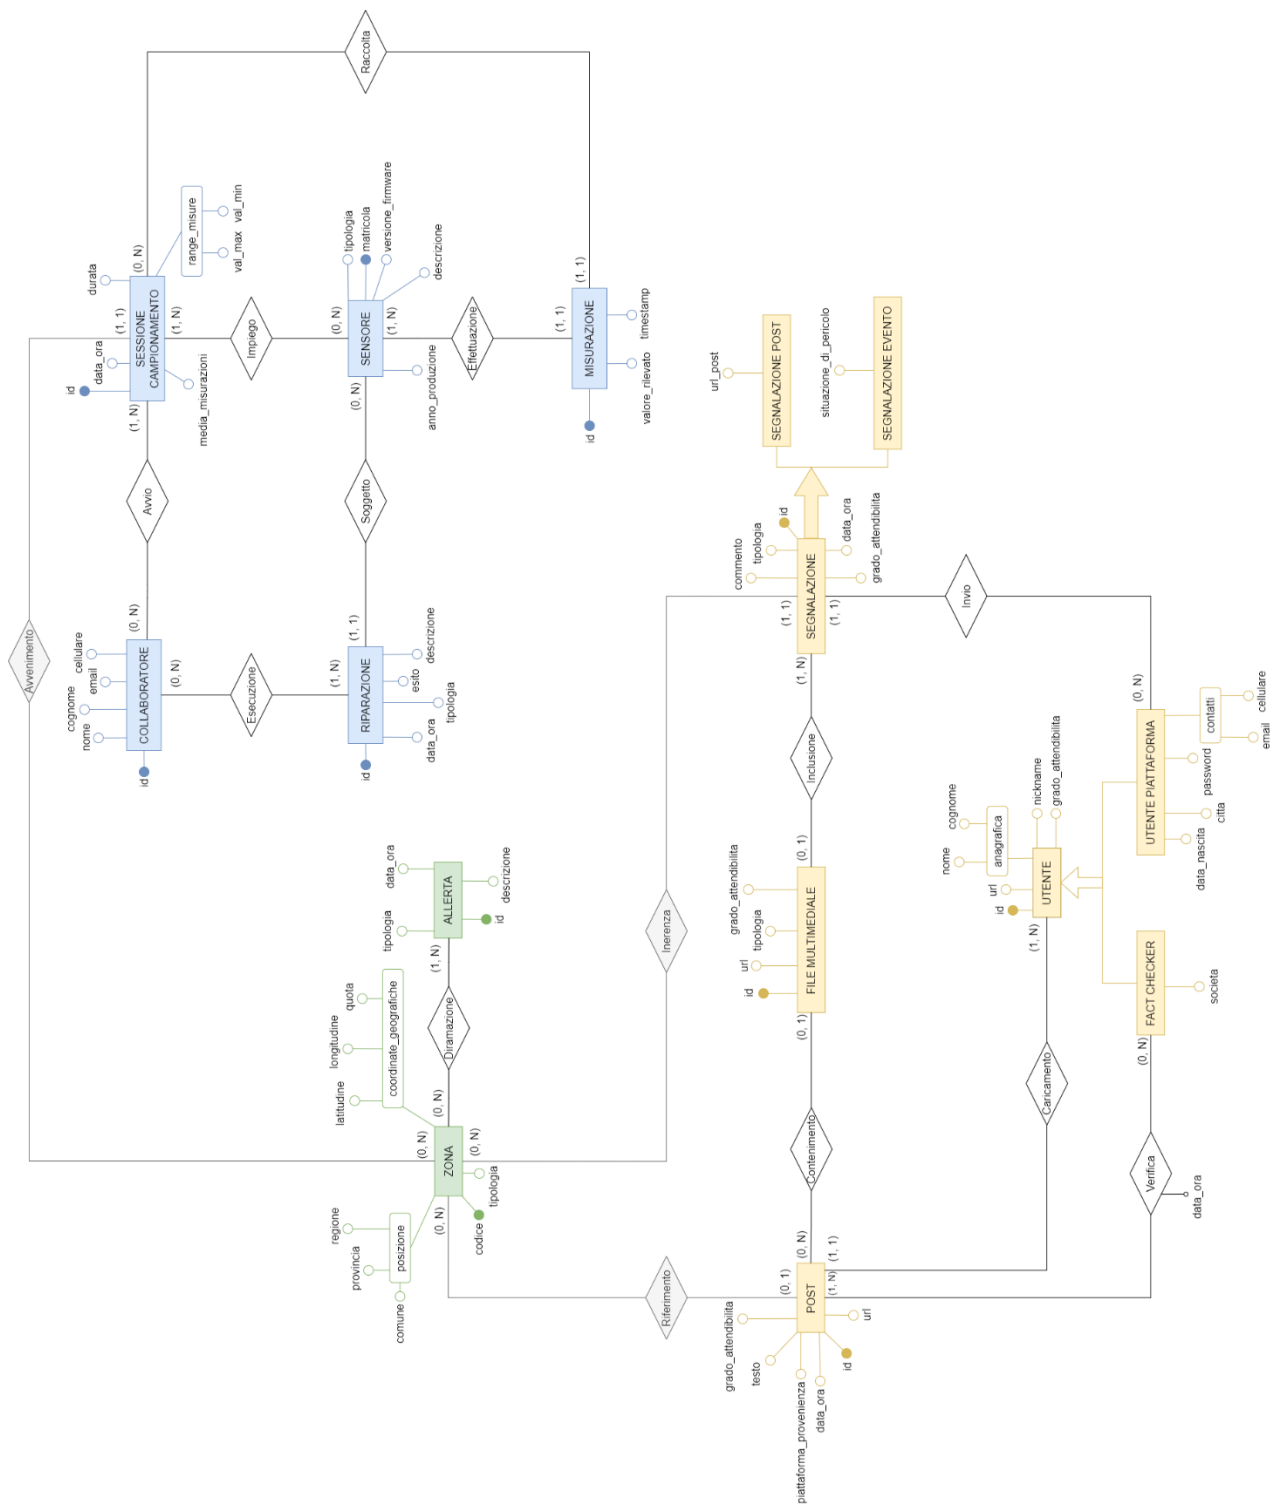 Riferimento
Avvenimento
Inerenza
regione
provincia
comune
posizione
(0, N)
ZONA
(0, N)
(0, N)
(0, N)
codice
tipologia
latitudine
longitudine
quota
coordinate_geografiche
Diramazione
(1, N)
ALLERTA
tipologia
data_ora
id
descrizione
nome
cognome
email
cellulare
id
COLLABORATORE
(0, N)
(0, N)
Avvio
Esecuzione
(1, N)
RIPARAZIONE
(1, 1)
id
data_ora
tipologia
esito
descrizione
Soggetto
(1, N)
id
data_ora
(1, 1)
durata
SESSIONE
CAMPIONAMENTO
(0, N)
(1, N)
media_misurazioni
range_misure
val_max
val_min
Raccolta
Impiego
(0, N)
SENSORE
(0, N)
(1, N)
tipologia
matricola
versione_firmware
descrizione
anno_produzione
Effettuazione
(1, 1)
MISURAZIONE
(1, 1)
id
valore_rilevato
timestamp
grado_attendibilita
testo
piattaforma_provenienza
data_ora
id
url
(0, 1)
POST
(0, N)
(1, 1)
(1, N)
Contenimento
(0, 1)
FILE MULTIMEDIALE
(0, 1)
id
url
tipologia
grado_attendibilita
Inclusione
(1, N)
SEGNALAZIONE
(1, 1)
(1, 1)
commento
tipologia
id
data_ora
grado_attendibilita
SEGNALAZIONE POST
url_post
SEGNALAZIONE EVENTO
situazione_di_pericolo
Invio
Caricamento
(1, N)
UTENTE
id
url
nome
cognome
anagrafica
nickname
grado_attendibilita
Verifica
data_ora
(0, N)
FACT CHECKER
societa
UTENTE PIATTAFORMA
(0, N)
data_nascita
citta
password
contatti
email
cellulare